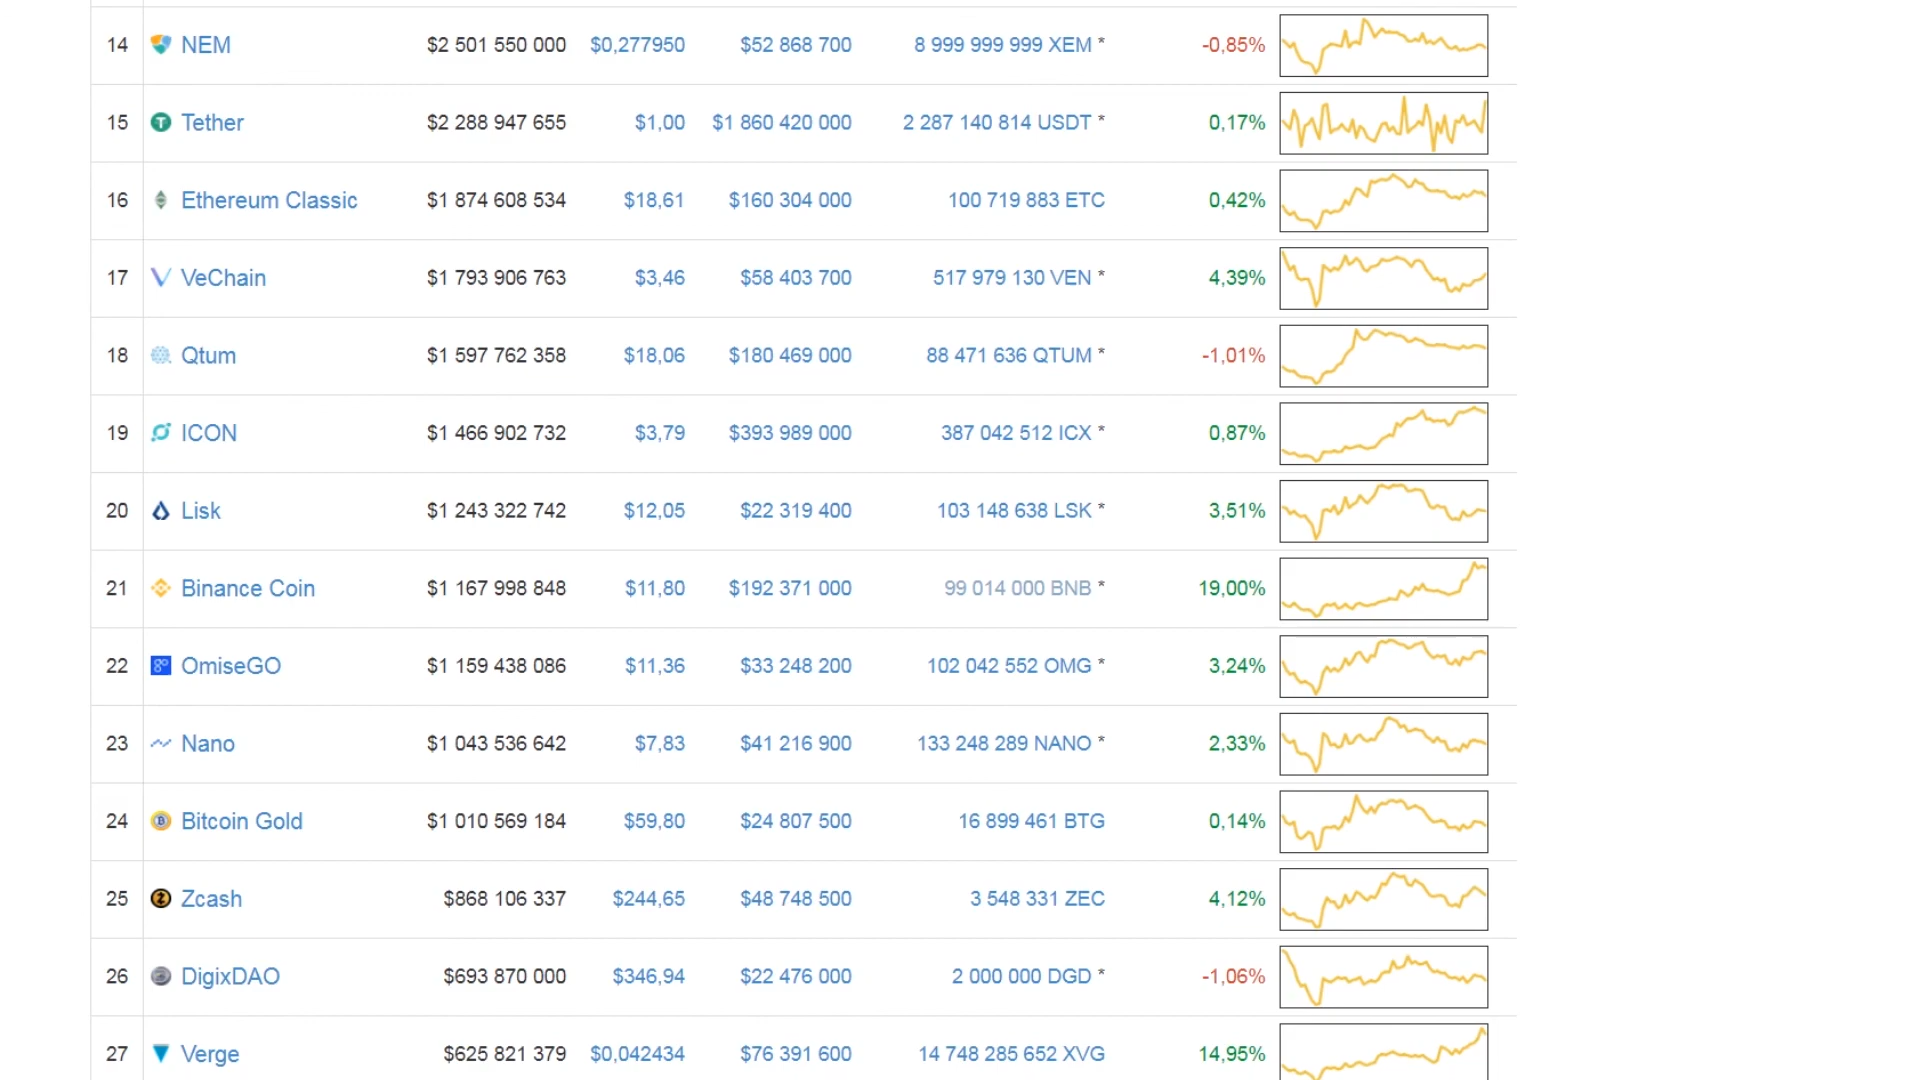 14 NEM $2 501 550 000 $0,277950 $52 868 700 8 999 999 999 XEM * -0,85%
15 Tether $2 288 947 655 $1,00 $1 860 420 000 2 287 140 814 USDT * 0,17%
16 Ethereum Classic $1 874 608 534 $18,61 $160 304 000 100 719 883 ETC 0,42%
17 VeChain $1 793 906 763 $3,46 $58 403 700 517 979 130 VEN * 4,39%
18 Qtum $1 597 762 358 $18,06 $180 469 000 88 471 636 QTUM * -1,01%
19 ICON $1 466 902 732 $3,79 $393 989 000 387 042 512 ICX * 0,87%
20 Lisk $1 243 322 742 $12,05 $22 319 400 103 148 638 LSK * 3,51%
21 Binance Coin $1 167 998 848 $11,80 $192 371 000 99 014 000 BNB * 19,00%
22 OmiseGO $1 159 438 086 $11,36 $33 248 200 102 042 552 OMG * 3,24%
23 Nano $1 043 536 642 $7,83 $41 216 900 133 248 289 NANO * 2,33%
24 Bitcoin Gold $1 010 569 184 $59,80 $24 807 500 16 899 461 BTG 0,14%
25 Zcash $868 106 337 $244,65 $48 748 500 3 548 331 ZEC 4,12%
26 DigixDAO $693 870 000 $346,94 $22 476 000 2 000 000 DGD * -1,06%
27 Verge $625 821 379 $0,042434 $76 391 600 14 748 285 652 XVG 14,95%